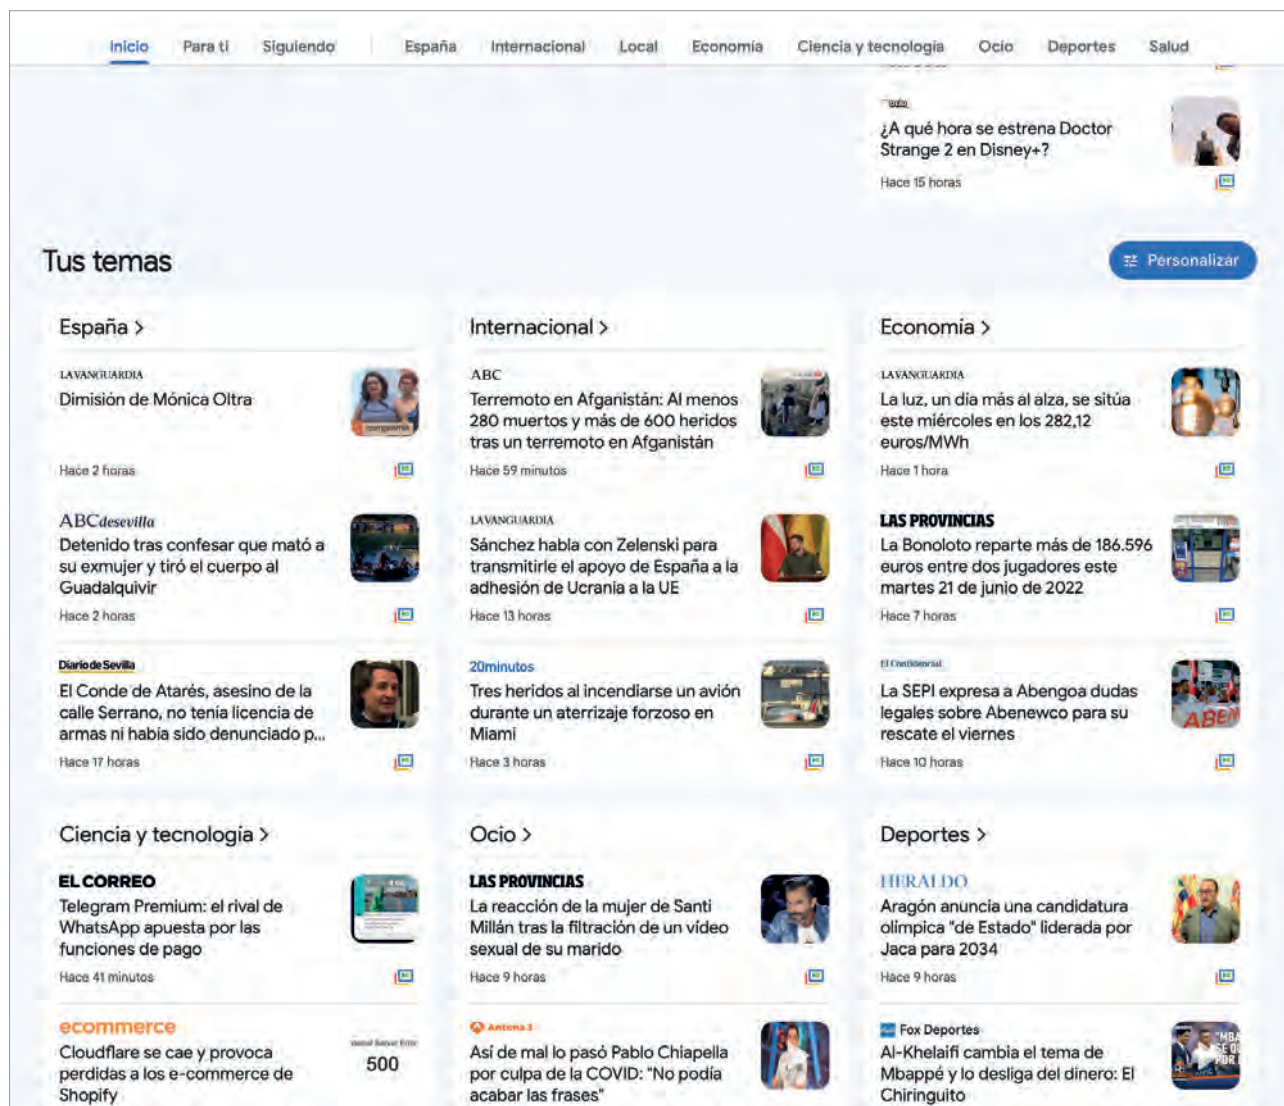 Inicio Para ti Siguiendo España Internacional Local Economía Ciencia y tecnología Ocio Deportes Salud
¿A qué hora se estrena Doctor
Strange 2 en Disney+?
Hace 15 horas
Tus temas
Personalizar
España >
LAVANGUARDIA
Dimisión de Mónica Oltra
compromís
Hace 2 horas
ABCdesevilla
Detenido tras confesar que mató a
su exmujer y tiró el cuerpo al
Guadalquivir
Hace 2 horas
Diario de Sevilla
El Conde de Atarés, asesino de la
calle Serrano, no tenía licencia de
armas ni había sido denunciado p...
Hace 17 horas
Internacional >
ABC
Terremoto en Afganistán: Al menos
280 muertos y más de 600 heridos
tras un terremoto en Afganistán
Hace 59 minutos
LAVANGUARDIA
Sánchez habla con Zelenski para
transmitirle el apoyo de España a la
adhesión de Ucrania a la UE
Hace 13 horas
20minutos
Tres heridos al incendiarse un avión
durante un aterrizaje forzoso en
Miami
Hace 3 horas
Economía >
LAVANGUARDIA
La luz, un día más al alza, se sitúa
este miércoles en los 282,12
euros/MWh
Hace 1 hora
LAS PROVINCIAS
La Bonoloto reparte más de 186.596
euros entre dos jugadores este
martes 21 de junio de 2022
Hace 7 horas
El Confidencial
La SEPI expresa a Abengoa dudas
legales sobre Abenewco para su
rescate el viernes
ABEN
Hace 10 horas
Ciencia y tecnología >
EL CORREO
Telegram Premium: el rival de
WhatsApp apuesta por las
funciones de pago
Hace 41 minutos
ecommerce
Cloudflare se cae y provoca
perdidas a los e-commerce de
Shopify
Server Error
500
Ocio >
LAS PROVINCIAS
La reacción de la mujer de Santi
Millán tras la filtración de un vídeo
sexual de su marido
Hace 9 horas
Antena 3
Así de mal lo pasó Pablo Chiapella
por culpa de la COVID: "No podía
acabar las frases"
Deportes >
HERALDO
Aragón anuncia una candidatura
olímpica "de Estado" liderada por
Jaca para 2034
Hace 9 horas
Fox Deportes
Al-Khelaifi cambia el tema de
Mbappé y lo desliga del dinero: El
Chiringuito